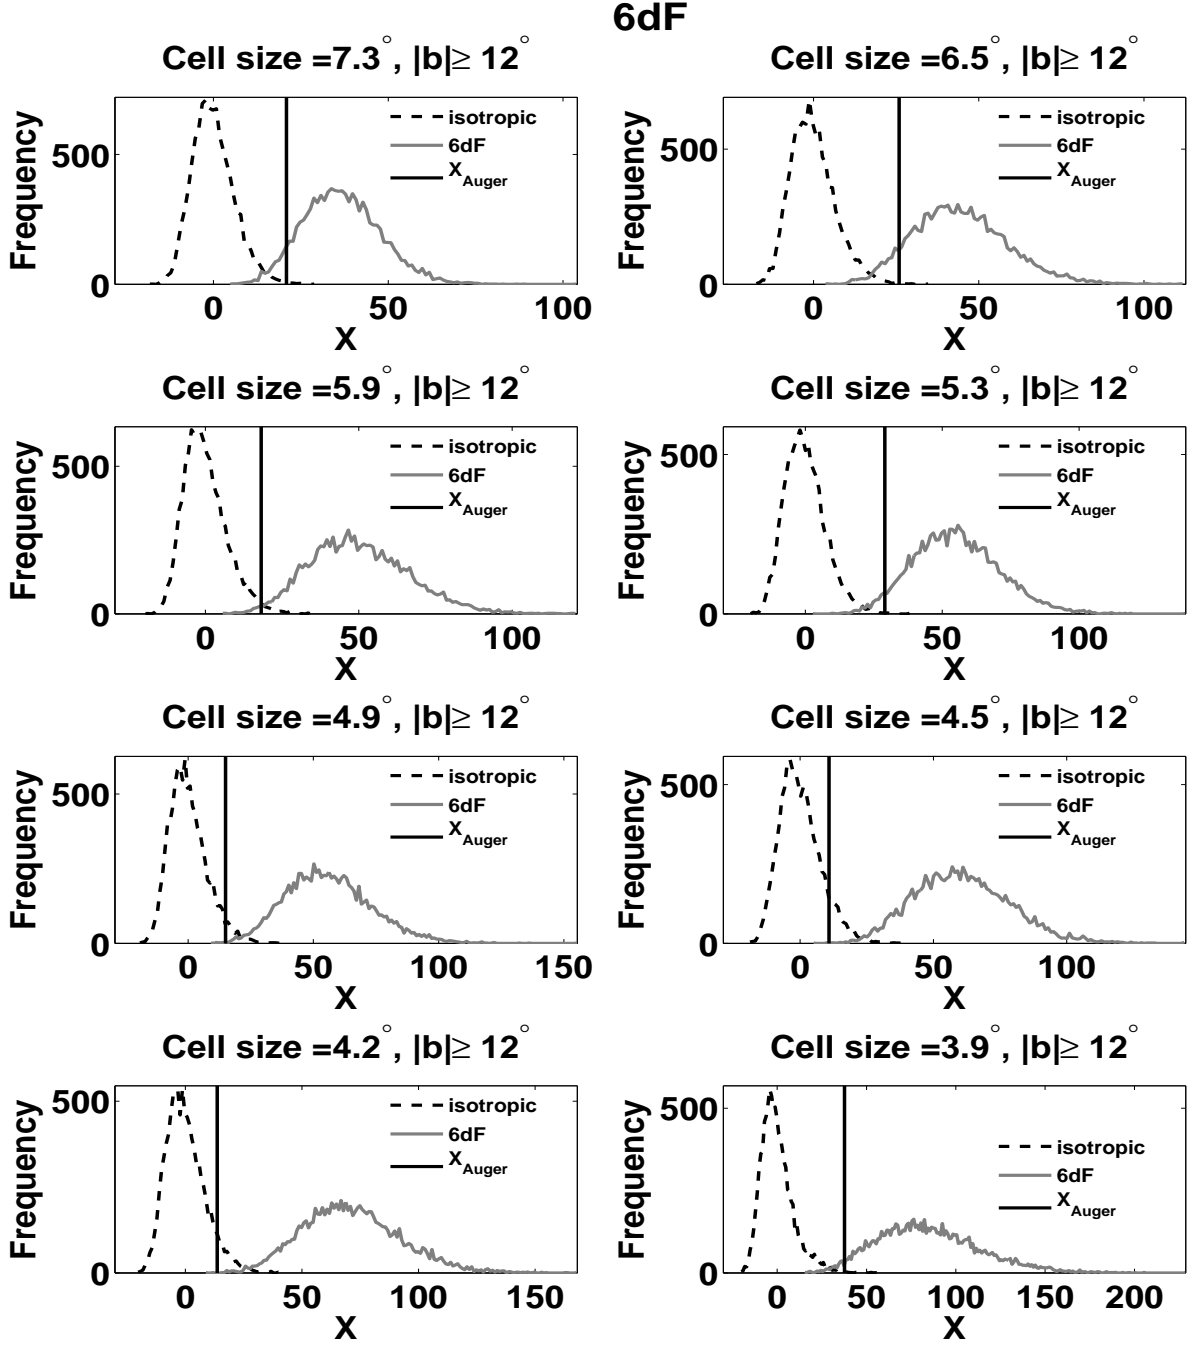 6dF
Cell size =7.3°, |b|≥ 12°
Frequency
500
0
isotropic
6dF
X_Auger
0 50 100
X
Cell size =6.5°, |b|≥ 12°
Frequency
500
0
isotropic
6dF
X_Auger
0 50 100
X
Cell size =5.9°, |b|≥ 12°
Frequency
500
0
isotropic
6dF
X_Auger
0 50 100
X
Cell size =5.3°, |b|≥ 12°
Frequency
500
0
isotropic
6dF
X_Auger
0 50 100
X
Cell size =4.9°, |b|≥ 12°
Frequency
500
0
isotropic
6dF
X_Auger
0 50 100 150
X
Cell size =4.5°, |b|≥ 12°
Frequency
500
0
isotropic
6dF
X_Auger
0 50 100
X
Cell size =4.2°, |b|≥ 12°
Frequency
500
0
isotropic
6dF
X_Auger
0 50 100 150
X
Cell size =3.9°, |b|≥ 12°
Frequency
500
0
isotropic
6dF
X_Auger
0 50 100 150 200
X